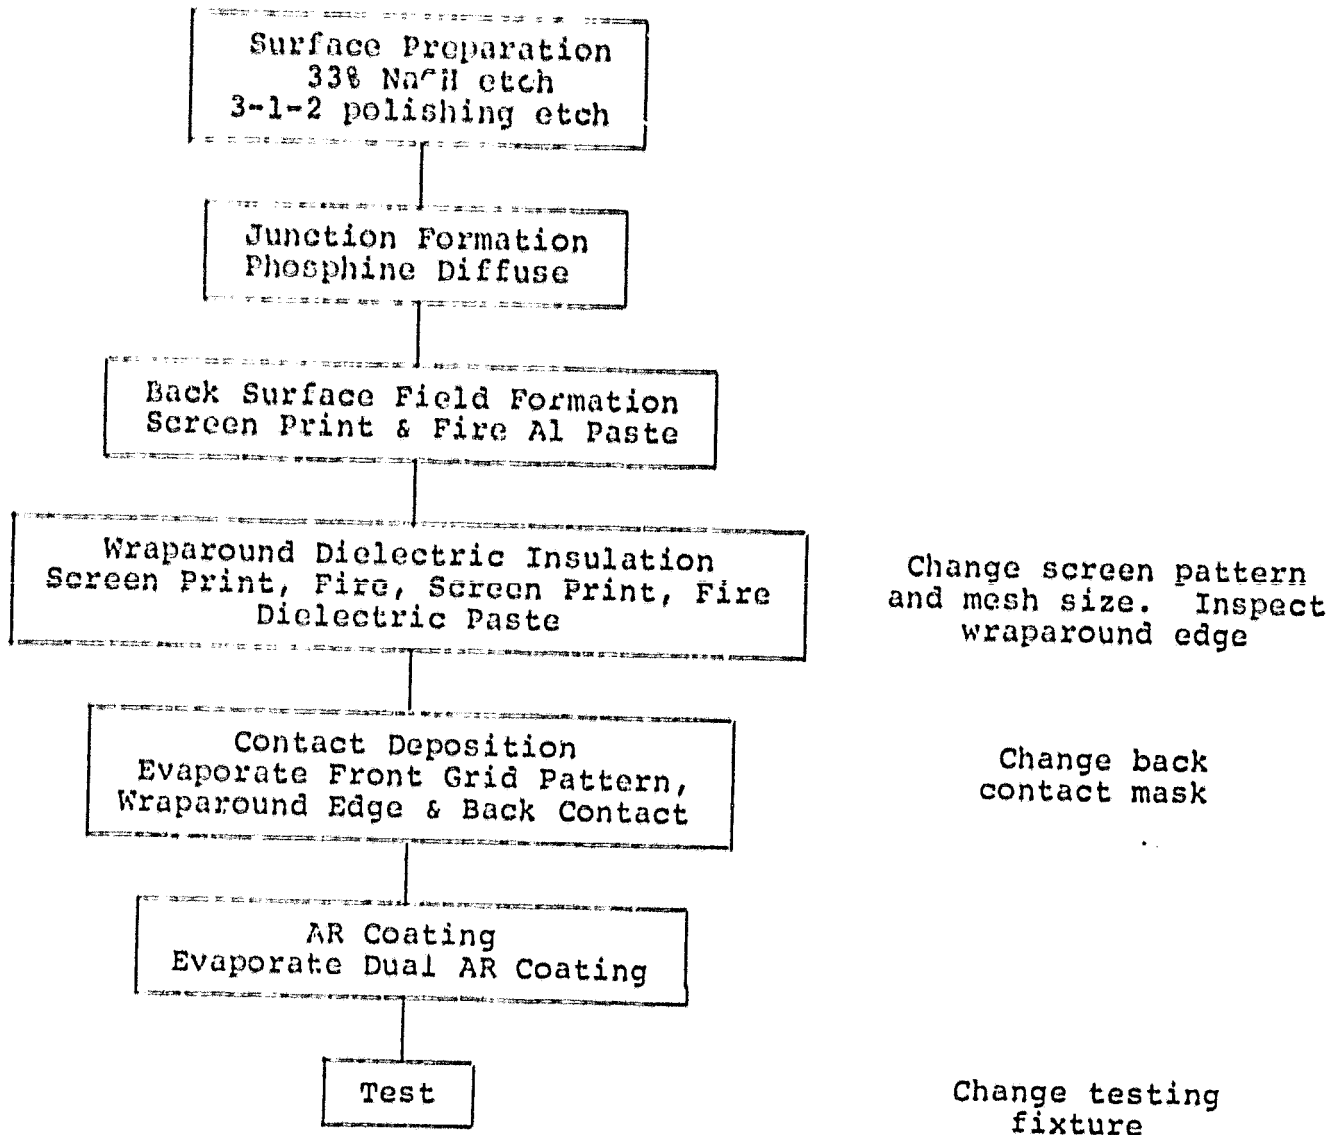 Surface Preparation
33% NaOH etch
3-1-2 polishing etch
Junction Formation
Phosphine Diffuse
Back Surface Field Formation
Screen Print & Fire Al Paste
Wraparound Dielectric Insulation
Screen Print, Fire, Screen Print, Fire
Dielectric Paste
Change screen pattern
and mesh size. Inspect
wraparound edge
Contact Deposition
Evaporate Front Grid Pattern,
Wraparound Edge & Back Contact
Change back
contact mask
AR Coating
Evaporate Dual AR Coating
Test
Change testing
fixture